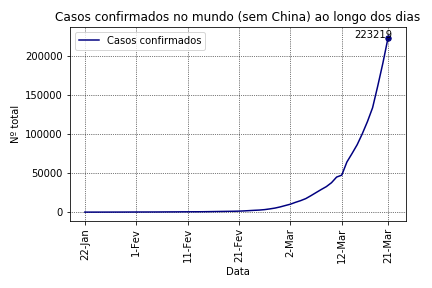 Casos confirmados no mundo (sem China) ao longo dos dias
223219
Casos confirmados
200000
150000
100000
50000
0
Nº total
22-Jan
1-Fev
11-Fev
21-Fev
2-Mar
12-Mar
21-Mar
Data